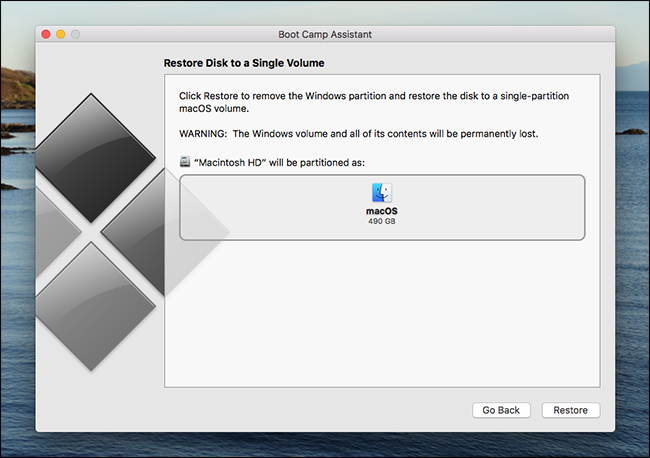 Boot Camp Assistant
Restore Disk to a Single Volume
Click Restore to remove the Windows partition and restore the disk to a single-partition
macOS volume.
WARNING:  The Windows volume and all of its contents will be permanently lost.
“Macintosh HD” will be partitioned as:
macOS
490 GB
Go Back
Restore